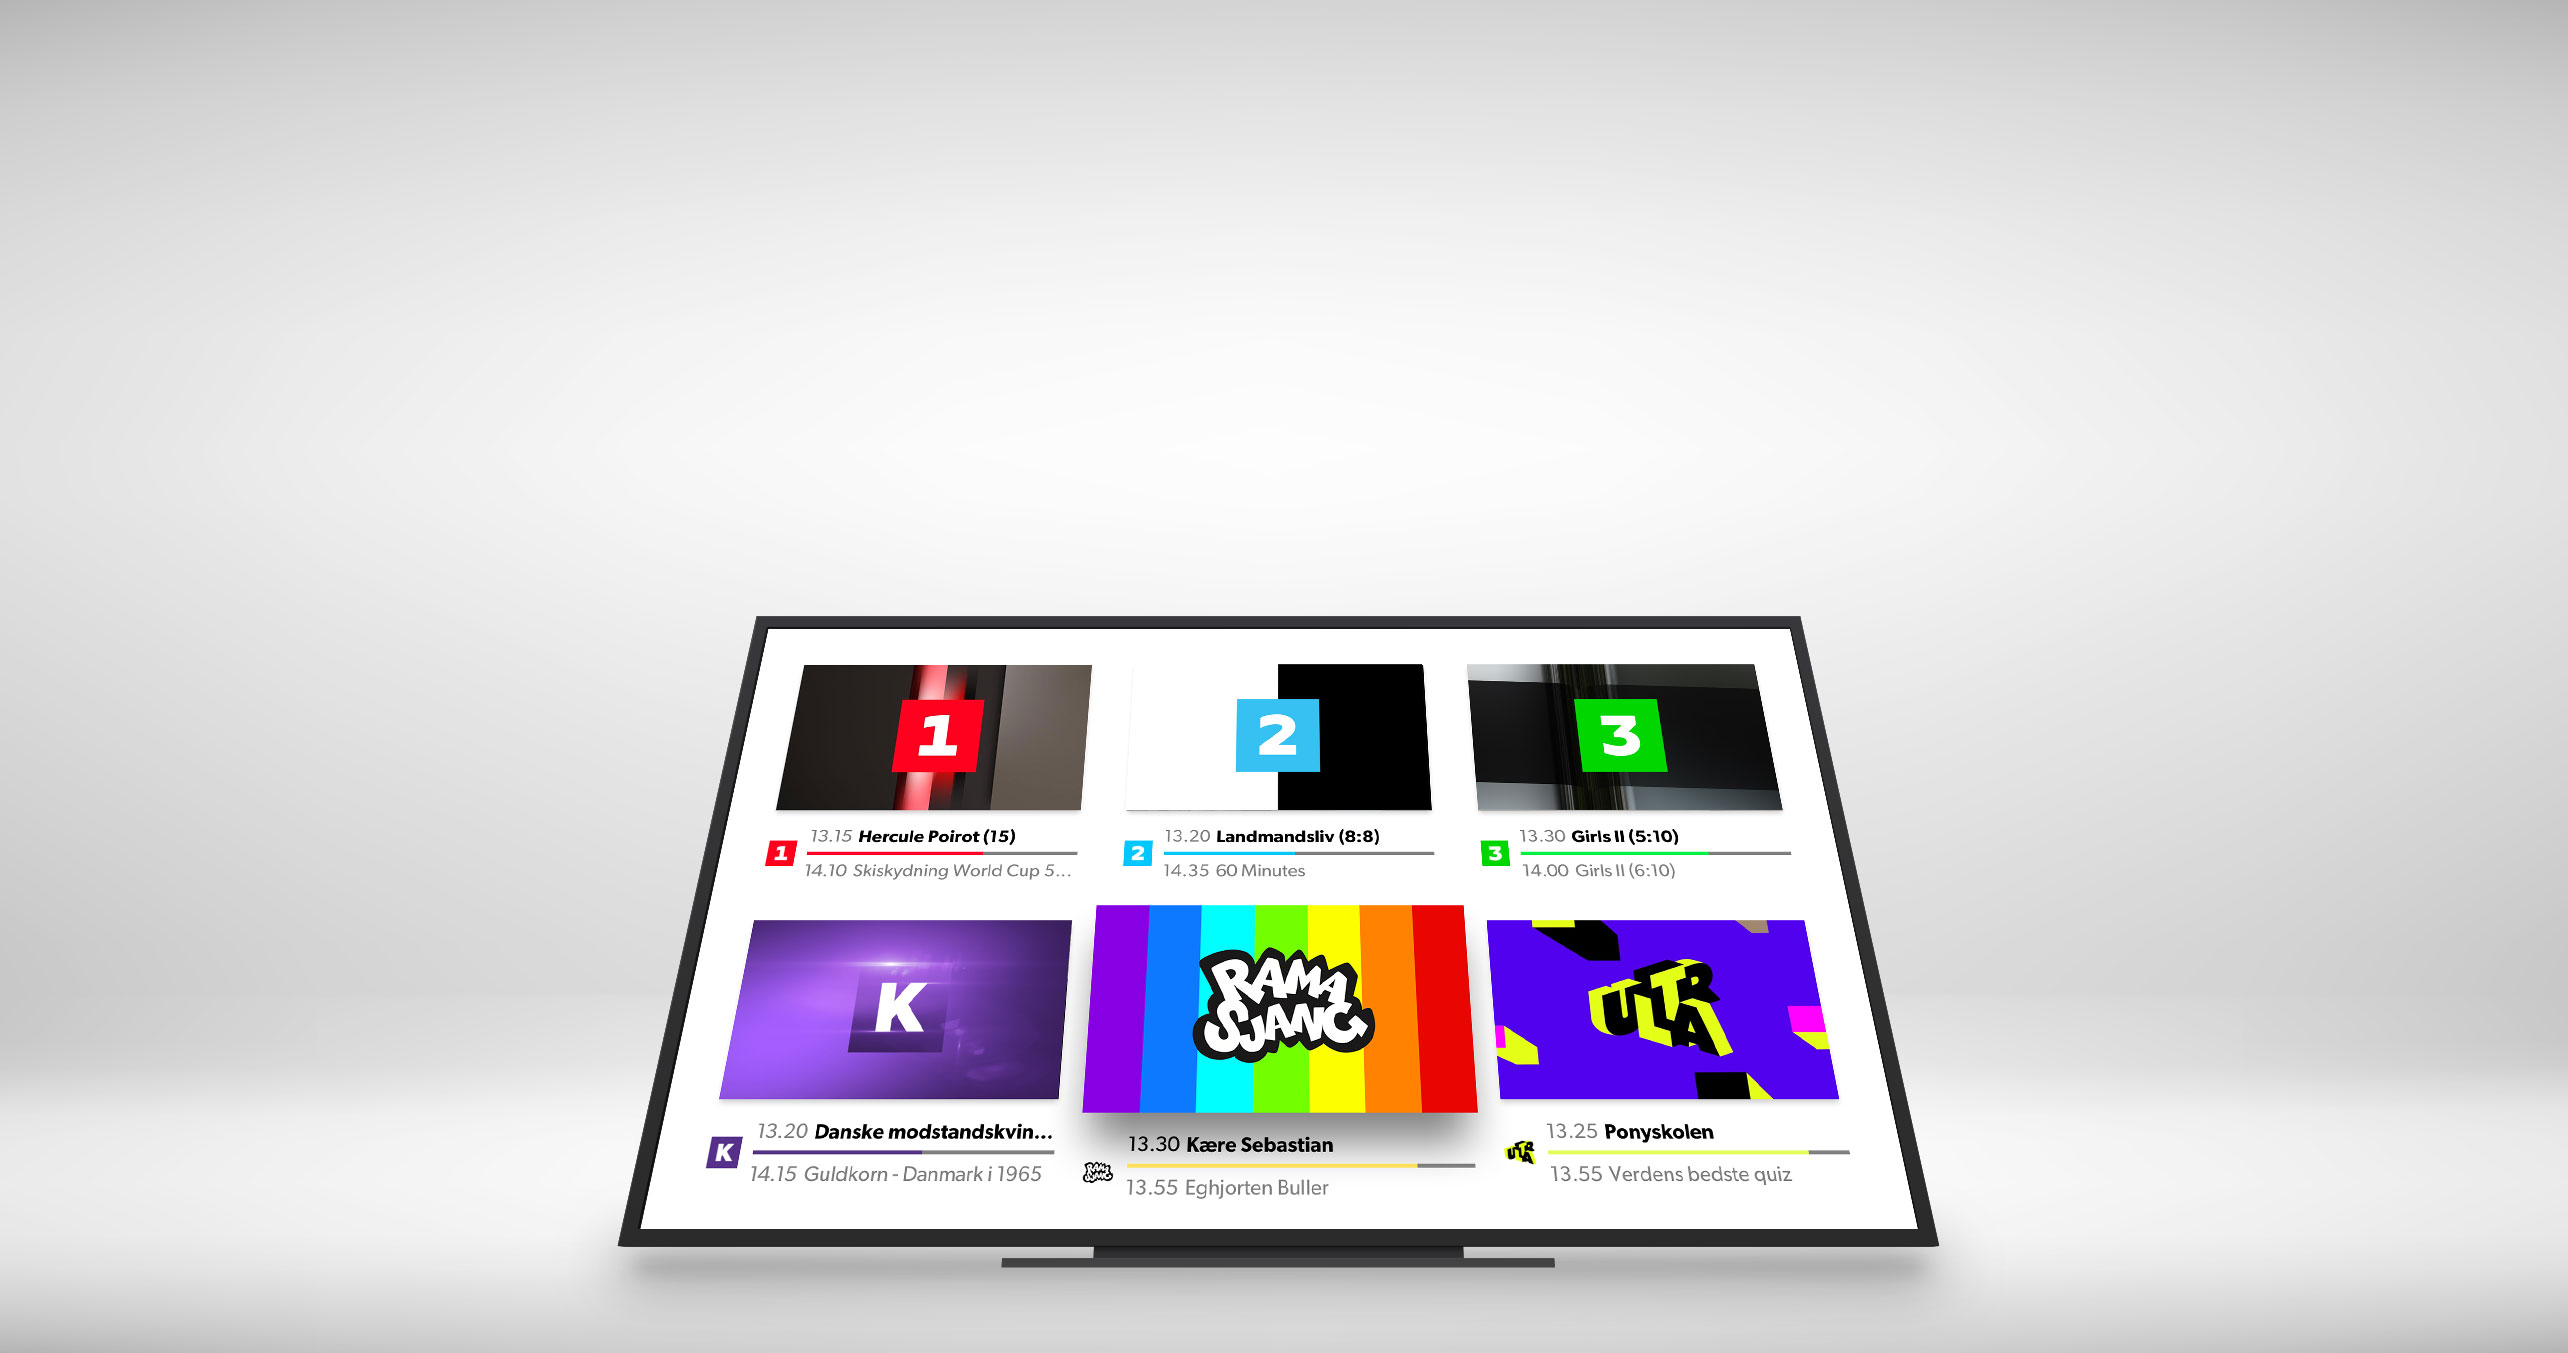 1
2
3
1
13.15 Hercule Poirot (15)
14.10 Skiskydning World Cup 5...
2
13.20 Landmandsliv (8:8)
14.35 60 Minutes
3
13.30 Girls II (5:10)
14.00 Girls II (6:10)
K
RAMA
SJANG
ULTRA
K
13.20 Danske modstandskvin...
14.15 Guldkorn - Danmark i 1965
RAMA
SJANG
13.30 Kære Sebastian
13.55 Eghjorten Buller
ULTRA
13.25 Ponyskolen
13.55 Verdens bedste quiz